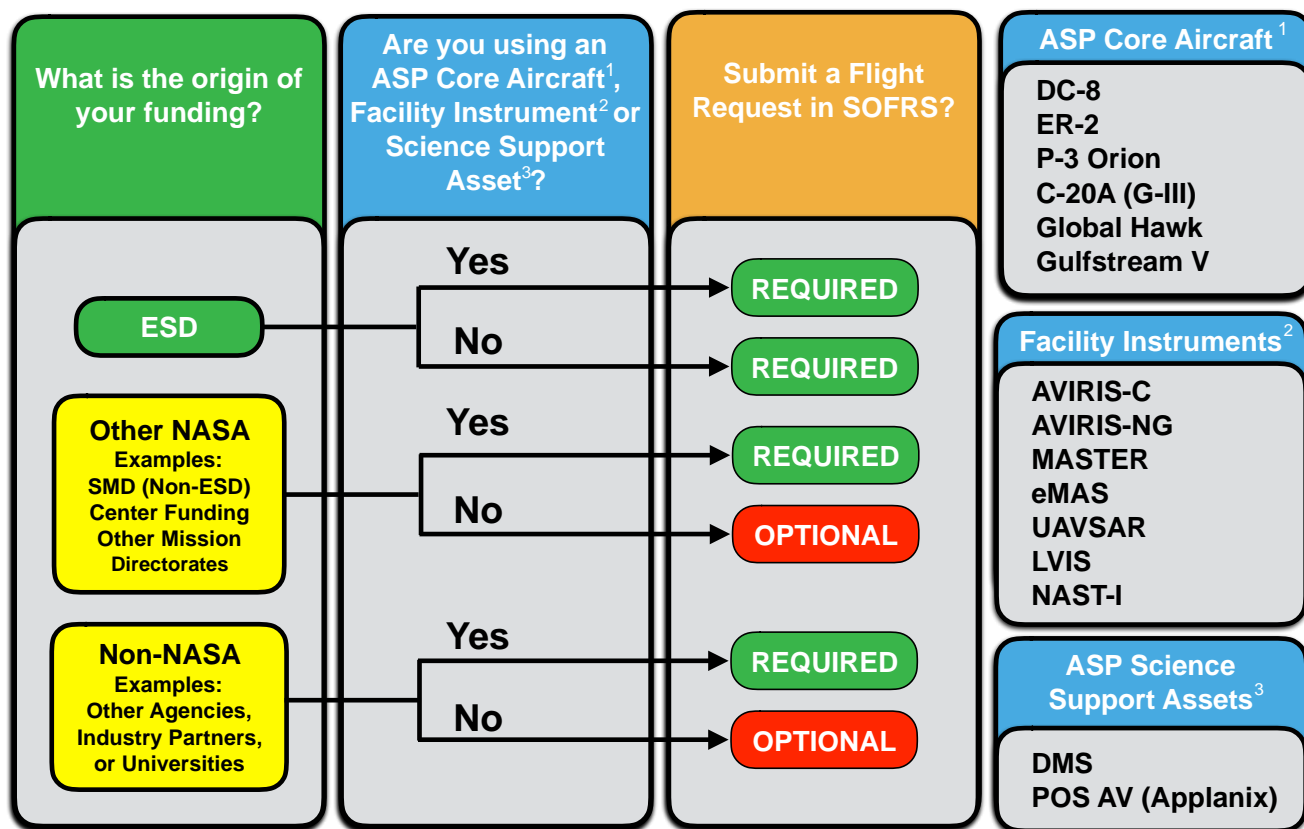 What is the origin of
your funding?
Are you using an
ASP Core Aircraft¹,
Facility Instrument² or
Science Support
Asset³?
Submit a Flight
Request in SOFRS?
ESD
Yes
REQUIRED
No
REQUIRED
Other NASA
Examples:
SMD (Non-ESD)
Center Funding
Other Mission
Directorates
Yes
REQUIRED
No
OPTIONAL
Non-NASA
Examples:
Other Agencies,
Industry Partners,
or Universities
Yes
REQUIRED
No
OPTIONAL
ASP Core Aircraft ¹
DC-8
ER-2
P-3 Orion
C-20A (G-III)
Global Hawk
Gulfstream V
Facility Instruments²
AVIRIS-C
AVIRIS-NG
MASTER
eMAS
UAVSAR
LVIS
NAST-I
ASP Science
Support Assets³
DMS
POS AV (Applanix)